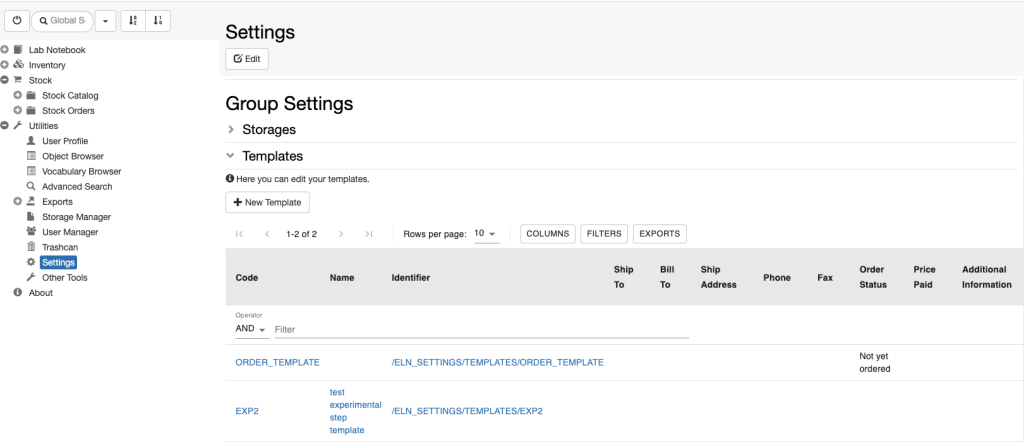 Global S
Settings
Edit
Lab Notebook
Inventory
Stock
Stock Catalog
Stock Orders
Utilities
User Profile
Object Browser
Vocabulary Browser
Advanced Search
Exports
Storage Manager
User Manager
Trashcan
Settings
Other Tools
About
Group Settings
Storages
Templates
Here you can edit your templates.
New Template
1-2 of 2
Rows per page: 10
COLUMNS
FILTERS
EXPORTS
Code Name Identifier Ship To Bill To Ship Address Phone Fax Order Status Price Paid Additional Information
Operator
AND Filter
ORDER_TEMPLATE /ELN_SETTINGS/TEMPLATES/ORDER_TEMPLATE Not yet ordered
EXP2 test experimental step template /ELN_SETTINGS/TEMPLATES/EXP2